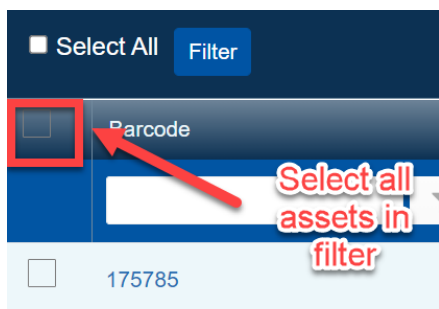 Select All Filter
Barcode
Select all
assets in
filter
175785